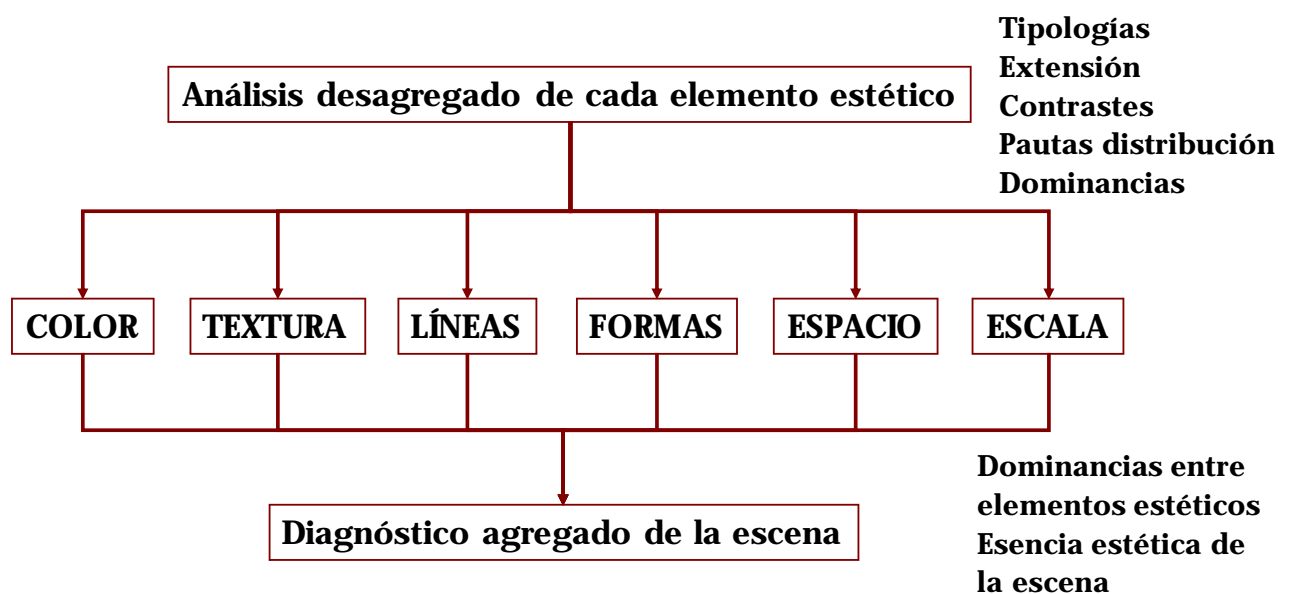 Tipologías
Extensión
Contrastes
Pautas distribución
Dominancias
Análisis desagregado de cada elemento estético
COLOR
TEXTURA
LÍNEAS
FORMAS
ESPACIO
ESCALA
Diagnóstico agregado de la escena
Dominancias entre
elementos estéticos
Esencia estética de
la escena